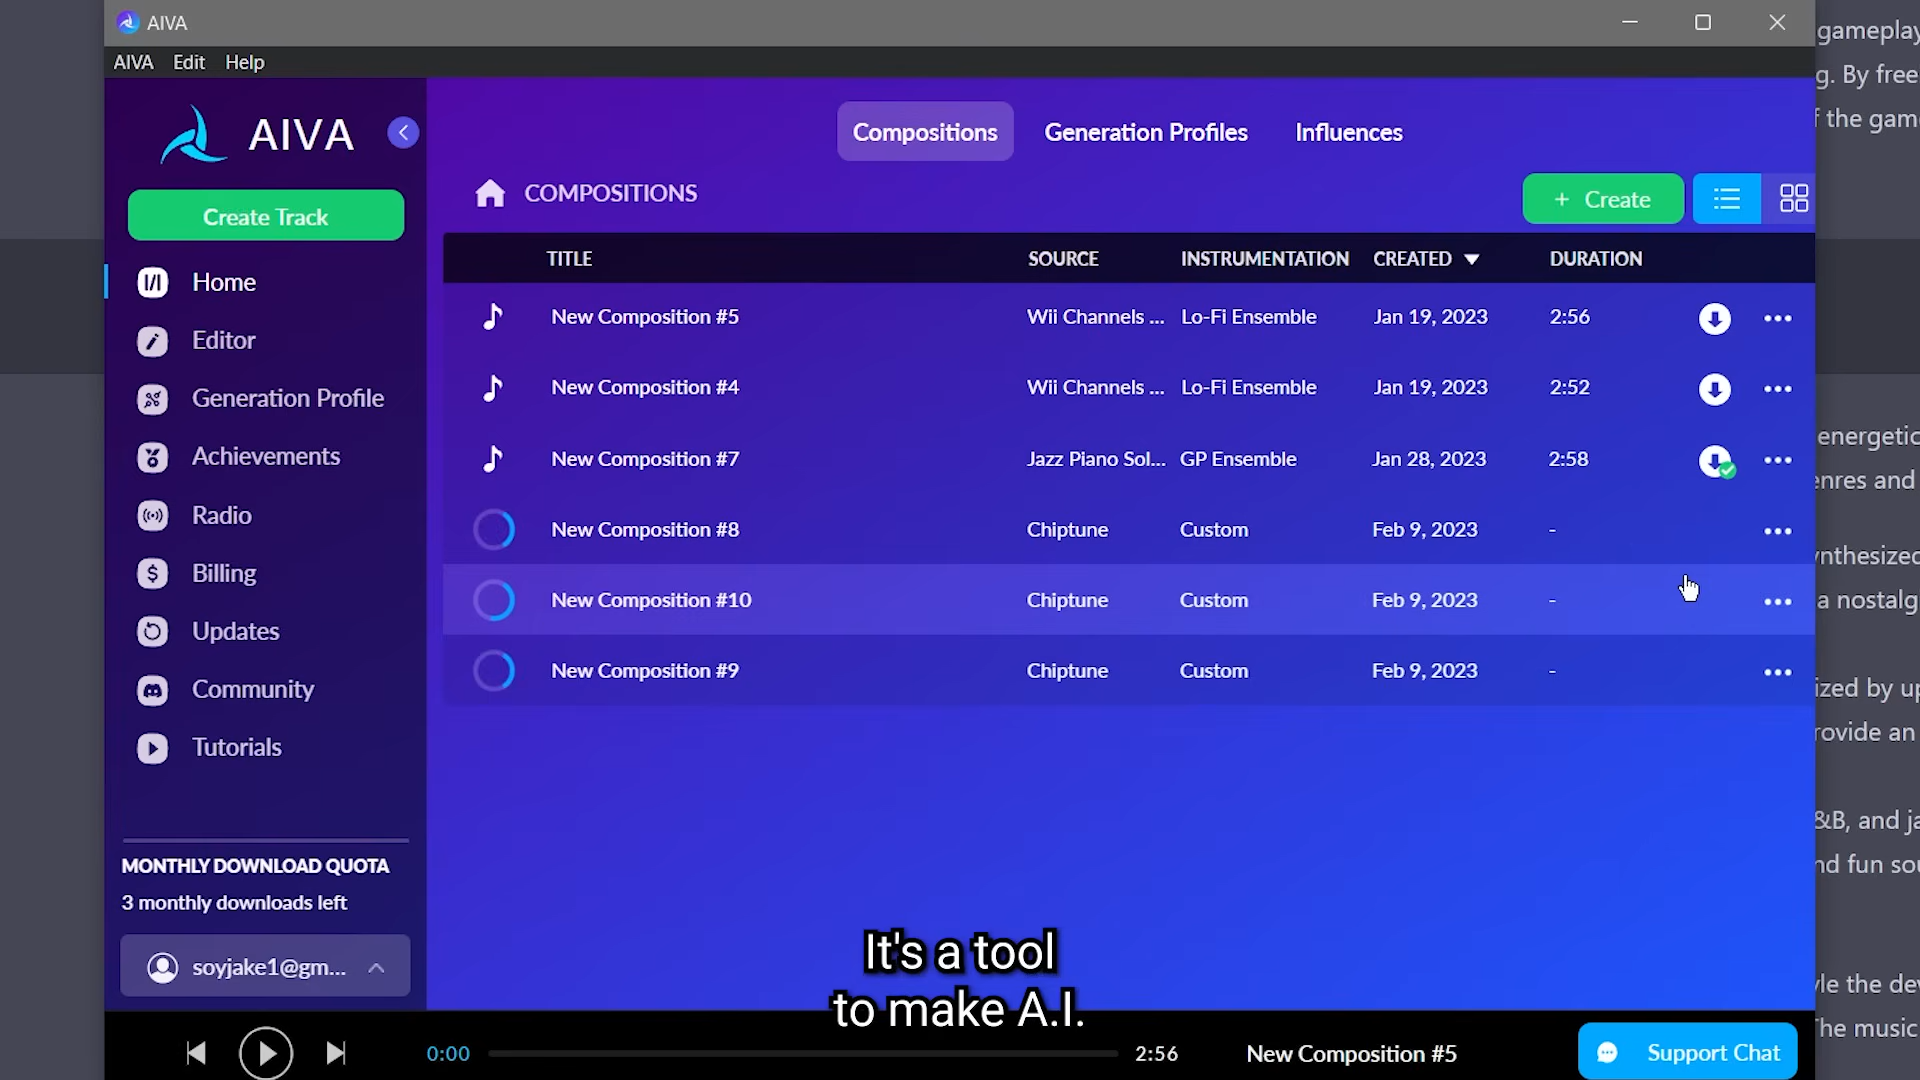 AIVA
AIVA Edit Help
gameplay
g. By free
f the game
AIVA
Compositions Generation Profiles Influences
COMPOSITIONS
+ Create
Create Track
Home
Editor
Generation Profile
Achievements
Radio
Billing
Updates
Community
Tutorials
MONTHLY DOWNLOAD QUOTA
3 monthly downloads left
soyjake1@gm...
TITLE SOURCE INSTRUMENTATION CREATED DURATION
New Composition #5 Wii Channels ... Lo-Fi Ensemble Jan 19, 2023 2:56
New Composition #4 Wii Channels ... Lo-Fi Ensemble Jan 19, 2023 2:52
New Composition #7 Jazz Piano Sol... GP Ensemble Jan 28, 2023 2:58
New Composition #8 Chiptune Custom Feb 9, 2023 -
New Composition #10 Chiptune Custom Feb 9, 2023 -
New Composition #9 Chiptune Custom Feb 9, 2023 -
energetic
enres and
ynthesized
a nostalg
ized by up
rovide an
&B, and ja
nd fun sou
yle the dev
The music
It's a tool
to make A.I.
0:00 2:56 New Composition #5 Support Chat